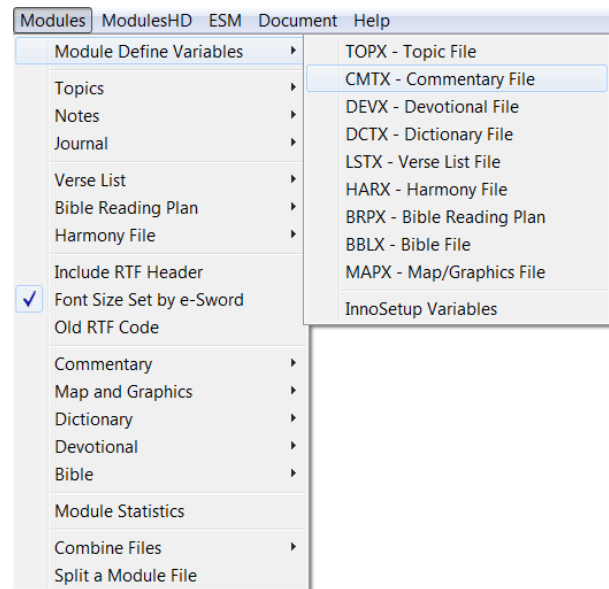 Modules ModulesHD ESM Document Help
Module Define Variables
Topics
Notes
Journal
Verse List
Bible Reading Plan
Harmony File
Include RTF Header
Font Size Set by e-Sword
Old RTF Code
Commentary
Map and Graphics
Dictionary
Devotional
Bible
Module Statistics
Combine Files
Split a Module File
TOPX - Topic File
CMTX - Commentary File
DEVX - Devotional File
DCTX - Dictionary File
LSTX - Verse List File
HARX - Harmony File
BRPX - Bible Reading Plan
BBLX - Bible File
MAPX - Map/Graphics File
InnoSetup Variables